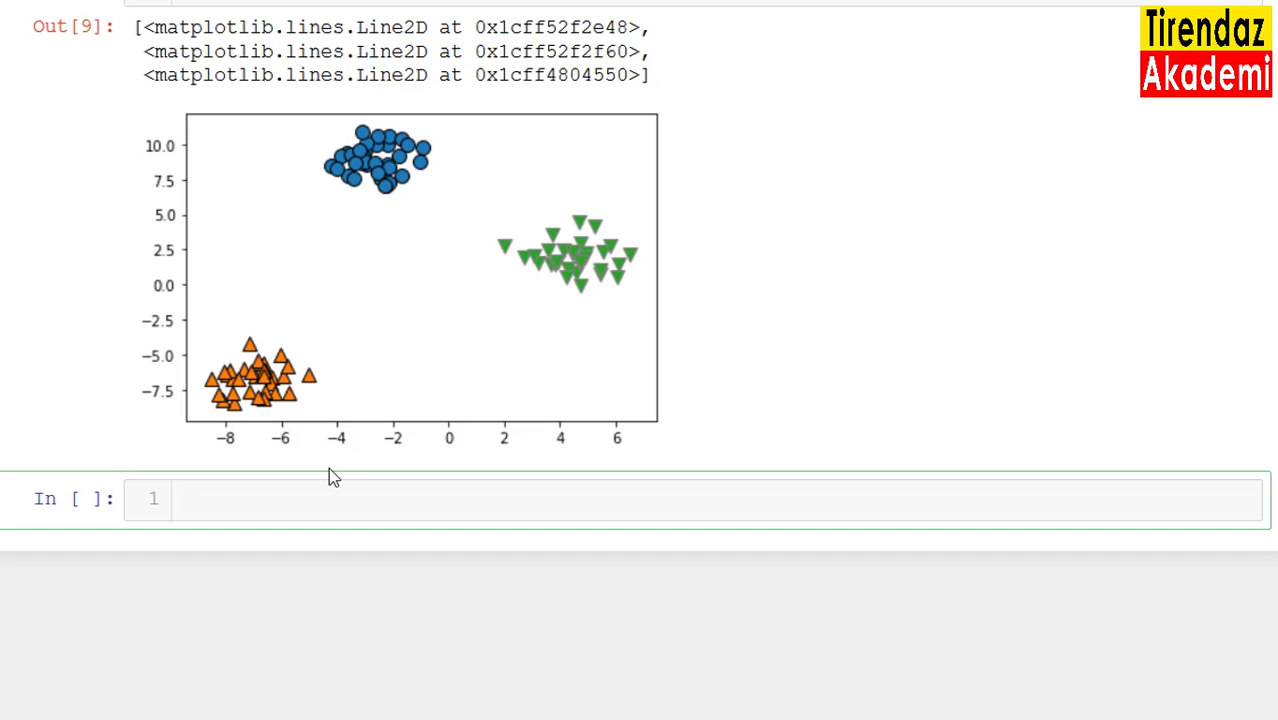 Out[9]: [<matplotlib.lines.Line2D at 0x1cff52f2e48>,
<matplotlib.lines.Line2D at 0x1cff52f2f60>,
<matplotlib.lines.Line2D at 0x1cff4804550>]
Tirendaz
Akademi
10.0
7.5
5.0
2.5
0.0
−2.5
−5.0
−7.5
−8 −6 −4 −2 0 2 4 6
In [ ]: 1